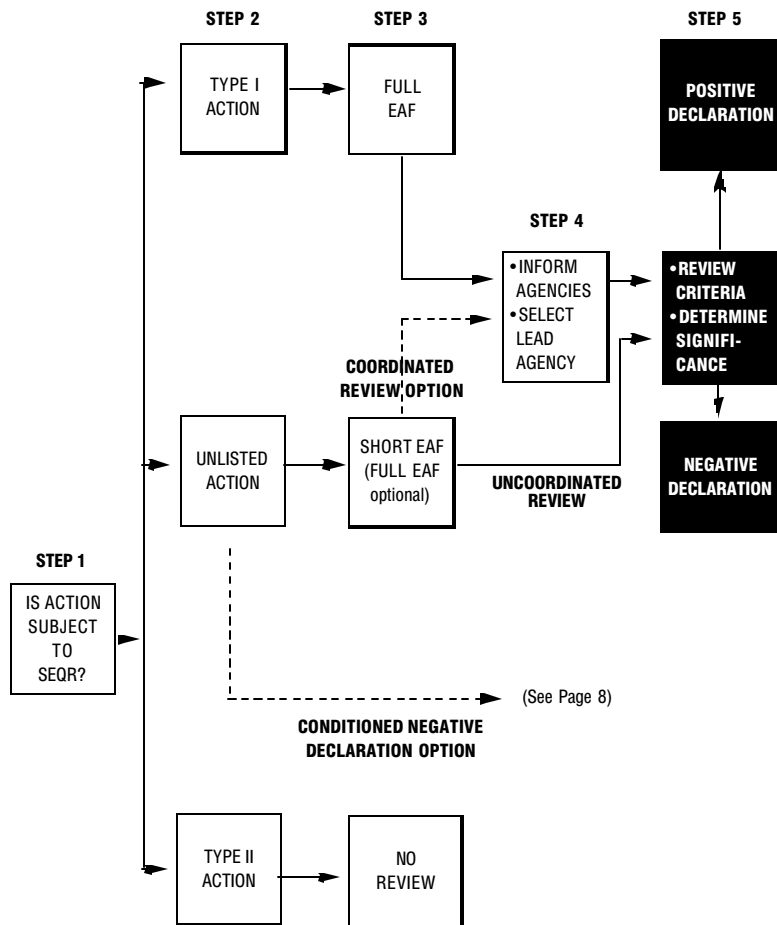 STEP 2
STEP 3
STEP 5
TYPE I
ACTION
FULL
EAF
POSITIVE
DECLARATION
STEP 4
•INFORM
AGENCIES
•SELECT
LEAD
AGENCY
•REVIEW
CRITERIA
•DETERMINE
SIGNIFI-
CANCE
COORDINATED
REVIEW OPTION
UNLISTED
ACTION
SHORT EAF
(FULL EAF
optional)
UNCOORDINATED
REVIEW
NEGATIVE
DECLARATION
STEP 1
IS ACTION
SUBJECT
TO
SEQR?
(See Page 8)
CONDITIONED NEGATIVE
DECLARATION OPTION
TYPE II
ACTION
NO
REVIEW